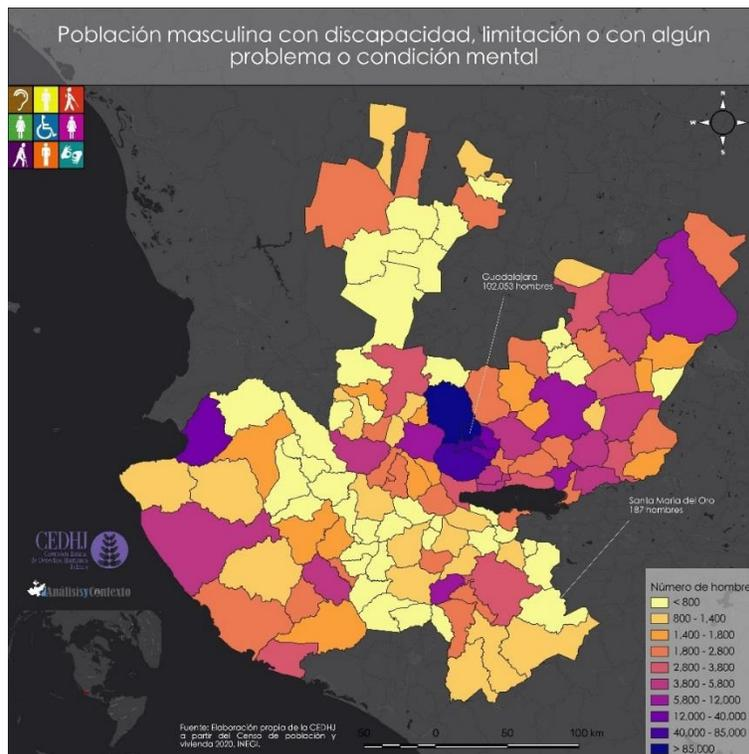 Población masculina con discapacidad, limitación o con algún
problema o condición mental
N
W
E
S
Guadalajara
102,053 hombres
Santa María del Oro
187 hombres
CEDHJ
AnálisisyContexto
Número de hombre
< 800
800 - 1,400
1,400 - 1,800
1,800 - 2,800
2,800 - 3,800
3,800 - 5,800
5,800 - 12,000
12,000 - 40,000
40,000 - 85,000
> 85,000
Fuente: Elaboración propia de la CEDHJ
a partir del Censo de población y
vivienda 2020, INEGI.
50 0 50 100 km